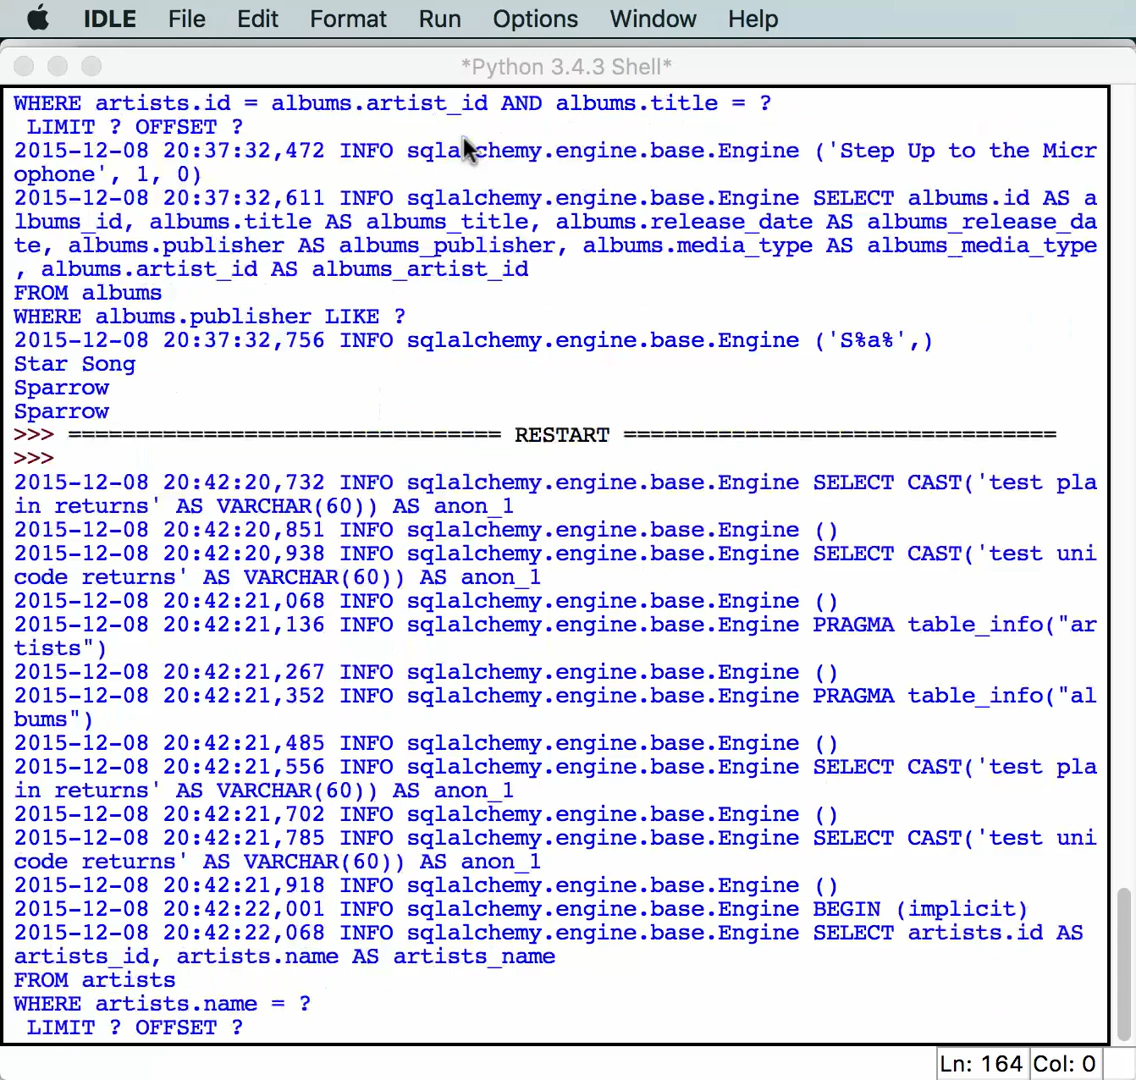 IDLE File Edit Format Run Options Window Help
*Python 3.4.3 Shell*
WHERE artists.id = albums.artist_id AND albums.title = ?
 LIMIT ? OFFSET ?
2015-12-08 20:37:32,472 INFO sqlalchemy.engine.base.Engine ('Step Up to the Micr
ophone', 1, 0)
2015-12-08 20:37:32,611 INFO sqlalchemy.engine.base.Engine SELECT albums.id AS a
lbums_id, albums.title AS albums_title, albums.release_date AS albums_release_da
te, albums.publisher AS albums_publisher, albums.media_type AS albums_media_type
, albums.artist_id AS albums_artist_id
FROM albums
WHERE albums.publisher LIKE ?
2015-12-08 20:37:32,756 INFO sqlalchemy.engine.base.Engine ('S%a%',)
Star Song
Sparrow
Sparrow
>>> ================================ RESTART ================================
>>>
2015-12-08 20:42:20,732 INFO sqlalchemy.engine.base.Engine SELECT CAST('test pla
in returns' AS VARCHAR(60)) AS anon_1
2015-12-08 20:42:20,851 INFO sqlalchemy.engine.base.Engine ()
2015-12-08 20:42:20,938 INFO sqlalchemy.engine.base.Engine SELECT CAST('test uni
code returns' AS VARCHAR(60)) AS anon_1
2015-12-08 20:42:21,068 INFO sqlalchemy.engine.base.Engine ()
2015-12-08 20:42:21,136 INFO sqlalchemy.engine.base.Engine PRAGMA table_info("ar
tists")
2015-12-08 20:42:21,267 INFO sqlalchemy.engine.base.Engine ()
2015-12-08 20:42:21,352 INFO sqlalchemy.engine.base.Engine PRAGMA table_info("al
bums")
2015-12-08 20:42:21,485 INFO sqlalchemy.engine.base.Engine ()
2015-12-08 20:42:21,556 INFO sqlalchemy.engine.base.Engine SELECT CAST('test pla
in returns' AS VARCHAR(60)) AS anon_1
2015-12-08 20:42:21,702 INFO sqlalchemy.engine.base.Engine ()
2015-12-08 20:42:21,785 INFO sqlalchemy.engine.base.Engine SELECT CAST('test uni
code returns' AS VARCHAR(60)) AS anon_1
2015-12-08 20:42:21,918 INFO sqlalchemy.engine.base.Engine ()
2015-12-08 20:42:22,001 INFO sqlalchemy.engine.base.Engine BEGIN (implicit)
2015-12-08 20:42:22,068 INFO sqlalchemy.engine.base.Engine SELECT artists.id AS
artists_id, artists.name AS artists_name
FROM artists
WHERE artists.name = ?
 LIMIT ? OFFSET ?
Ln: 164 Col: 0